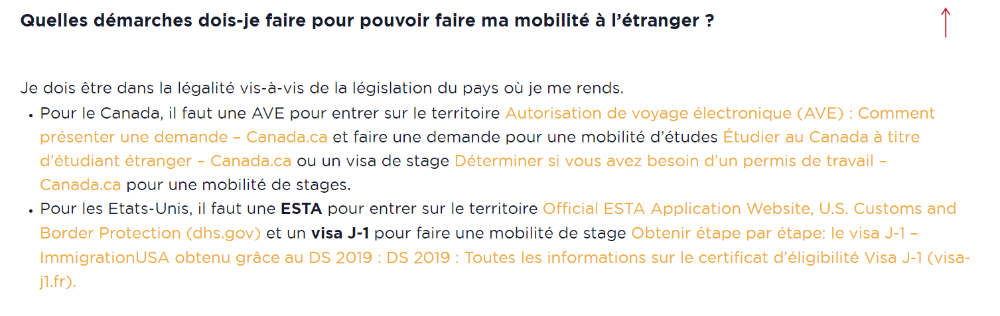 Quelles démarches dois-je faire pour pouvoir faire ma mobilité à l’étranger ?
Je dois être dans la légalité vis-à-vis de la législation du pays où je me rends.
• Pour le Canada, il faut une AVE pour entrer sur le territoire Autorisation de voyage électronique (AVE) : Comment
présenter une demande – Canada.ca et faire une demande pour une mobilité d’études Étudier au Canada à titre
d’étudiant étranger – Canada.ca ou un visa de stage Déterminer si vous avez besoin d’un permis de travail –
Canada.ca pour une mobilité de stages.
• Pour les Etats-Unis, il faut une ESTA pour entrer sur le territoire Official ESTA Application Website, U.S. Customs and
Border Protection (dhs.gov) et un visa J-1 pour faire une mobilité de stage Obtenir étape par étape: le visa J-1 –
ImmigrationUSA obtenu grâce au DS 2019 : DS 2019 : Toutes les informations sur le certificat d’éligibilité Visa J-1 (visa-
j1.fr).